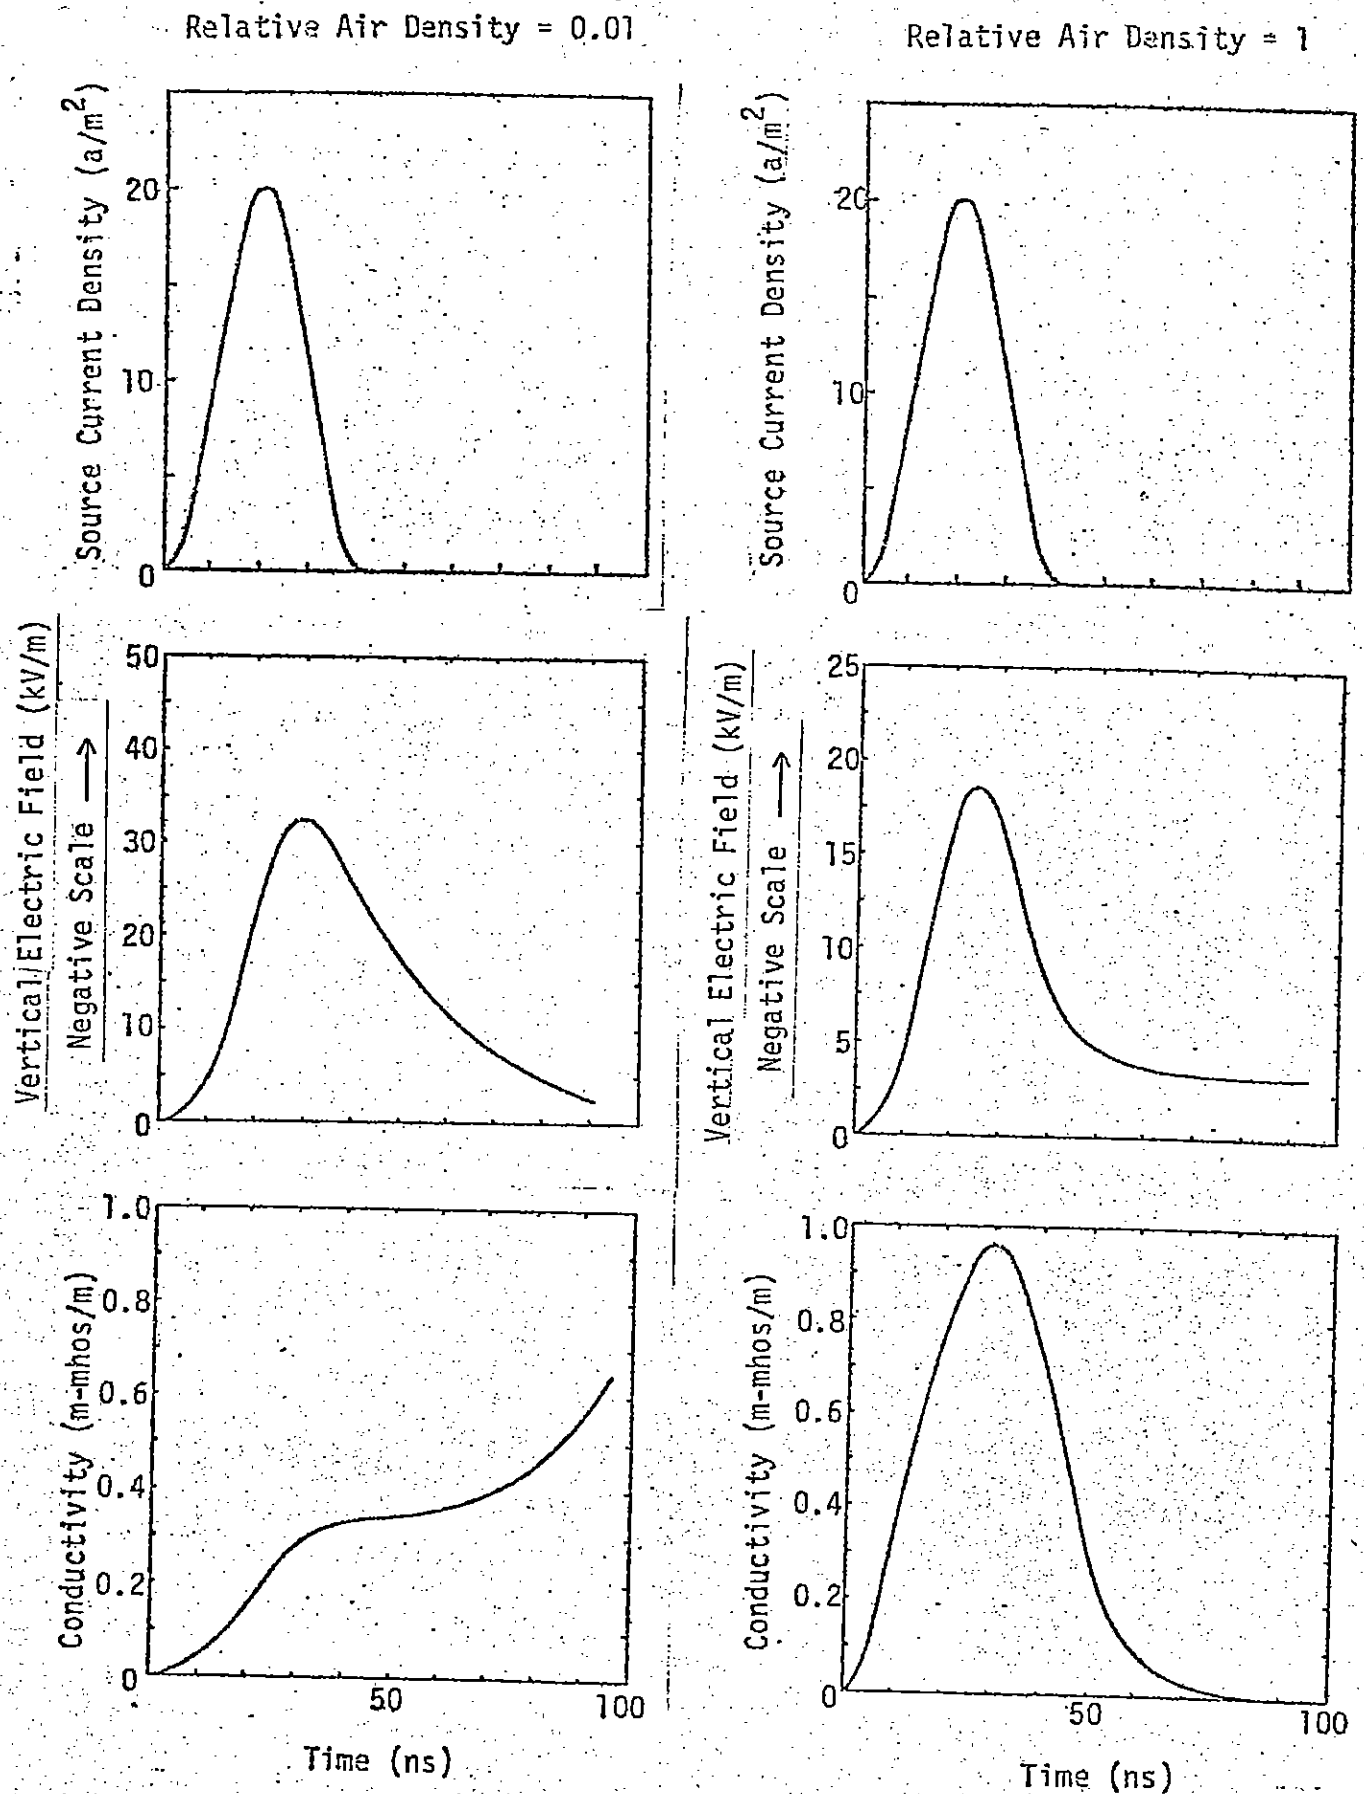 Relative Air Density = 0.01
Source Current Density (a/m²)
20
10
0
Vertical Electric Field (kV/m)
Negative Scale →
50
40
30
20
10
0
Conductivity (m-mhos/m)
1.0
0.8
0.6
0.4
0.2
0
50
100
Time (ns)
Relative Air Density = 1
Source Current Density (a/m²)
20
10
0
Vertical Electric Field (kV/m)
Negative Scale →
25
20
15
10
5
0
Conductivity (m-mhos/m)
1.0
0.8
0.6
0.4
0.2
0
50
100
Time (ns)